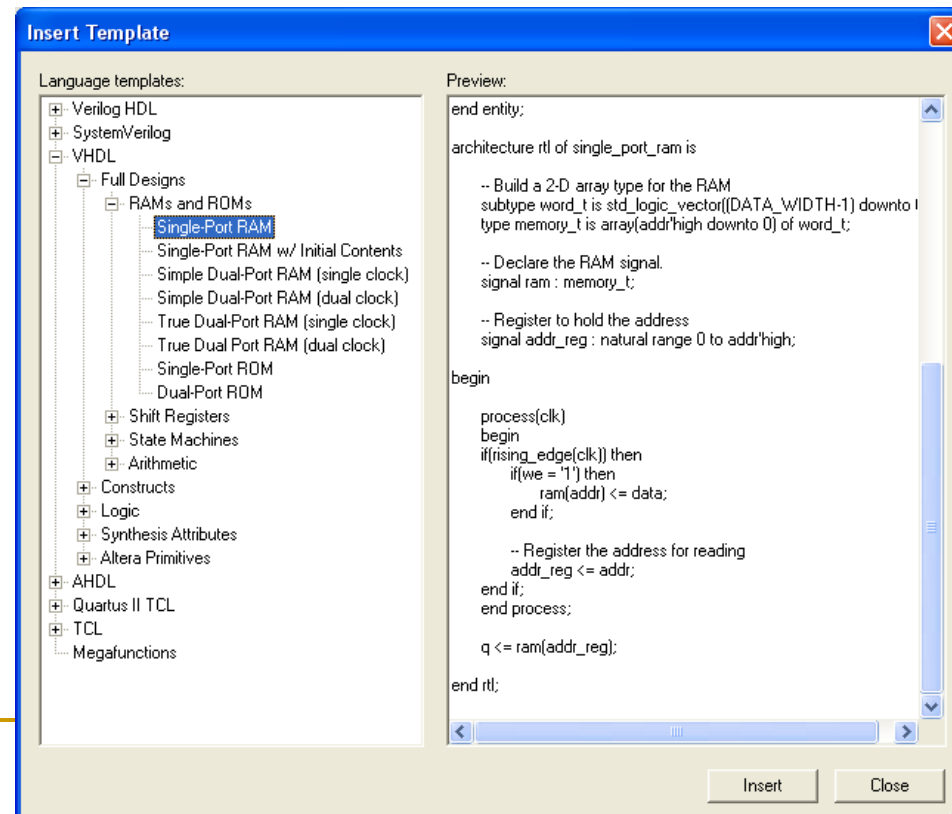 Insert Template
Language templates:
Verilog HDL
SystemVerilog
VHDL
Full Designs
RAMs and ROMs
Single-Port RAM
Single-Port RAM w/ Initial Contents
Simple Dual-Port RAM (single clock)
Simple Dual-Port RAM (dual clock)
True Dual-Port RAM (single clock)
True Dual Port RAM (dual clock)
Single-Port ROM
Dual-Port ROM
Shift Registers
State Machines
Arithmetic
Constructs
Logic
Synthesis Attributes
Altera Primitives
AHDL
Quartus II TCL
TCL
Megafunctions
Preview:
end entity;
architecture rtl of single_port_ram is
-- Build a 2-D array type for the RAM
subtype word_t is std_logic_vector((DATA_WIDTH-1) downto
type memory_t is array(addr'high downto 0) of word_t;
-- Declare the RAM signal.
signal ram : memory_t;
-- Register to hold the address
signal addr_reg : natural range 0 to addr'high;
begin
process(clk)
begin
if(rising_edge(clk)) then
if(we = '1') then
ram(addr) <= data;
end if;
-- Register the address for reading
addr_reg <= addr;
end if;
end process;
q <= ram(addr_reg);
end rtl;
Insert
Close